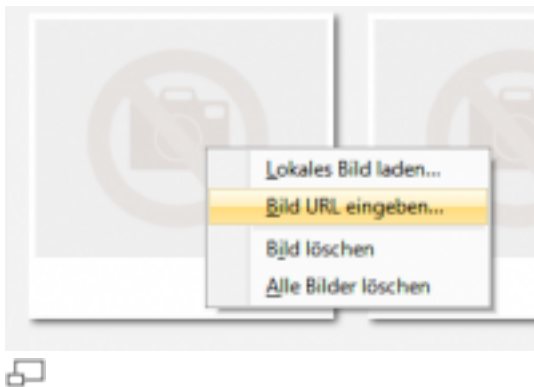 Lokales Bild laden...
Bild URL eingeben...
Bild löschen
Alle Bilder löschen